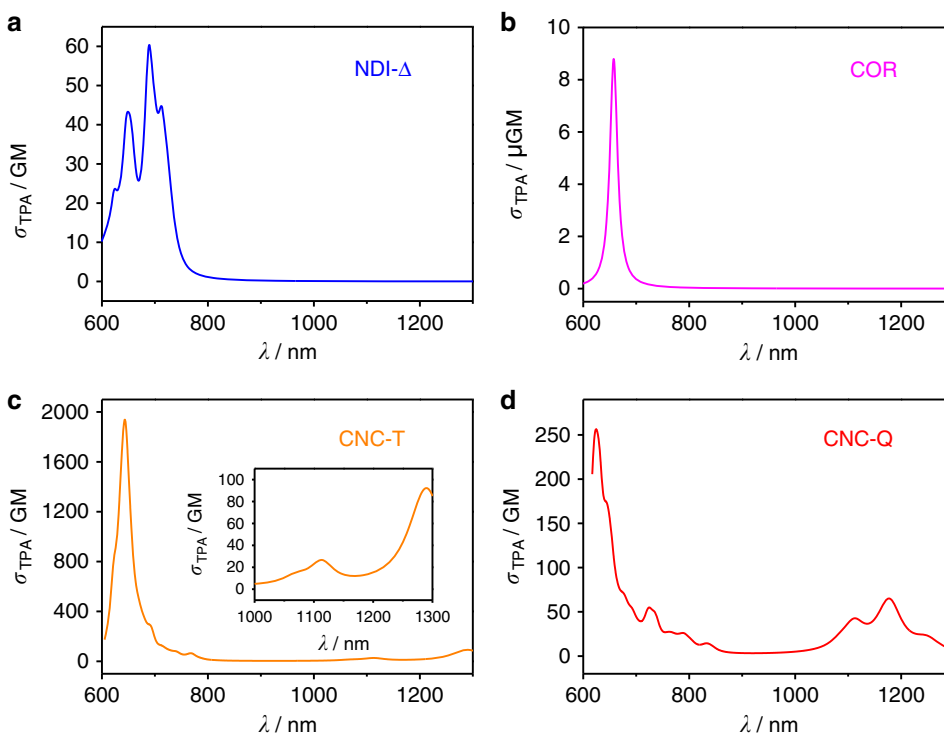 a
60
50
40
30
20
10
0
σTPA / GM
NDI-Δ
600 800 1000 1200
λ / nm
b
10
8
6
4
2
0
σTPA / μGM
COR
600 800 1000 1200
λ / nm
c
2000
1600
1200
800
400
0
σTPA / GM
CNC-T
100
80
60
40
20
0
σTPA / GM
1000 1100 1200 1300
λ / nm
600 800 1000 1200
λ / nm
d
250
200
150
100
50
0
σTPA / GM
CNC-Q
600 800 1000 1200
λ / nm